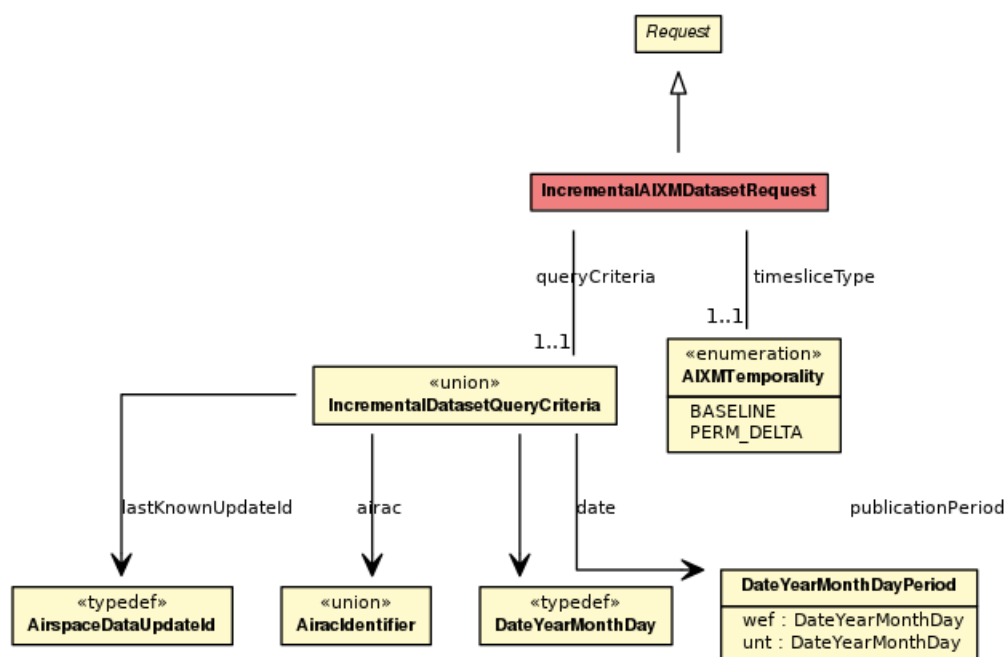 Request
IncrementalAIXMDatasetRequest
queryCriteria
timesliceType
1..1
1..1
«enumeration»
AIXMTemporality
BASELINE
PERM_DELTA
«union»
IncrementalDatasetQueryCriteria
lastKnownUpdateId
airac
date
publicationPeriod
«typedef»
AirspaceDataUpdateId
«union»
AiracIdentifier
«typedef»
DateYearMonthDay
DateYearMonthDayPeriod
wef : DateYearMonthDay
unt : DateYearMonthDay